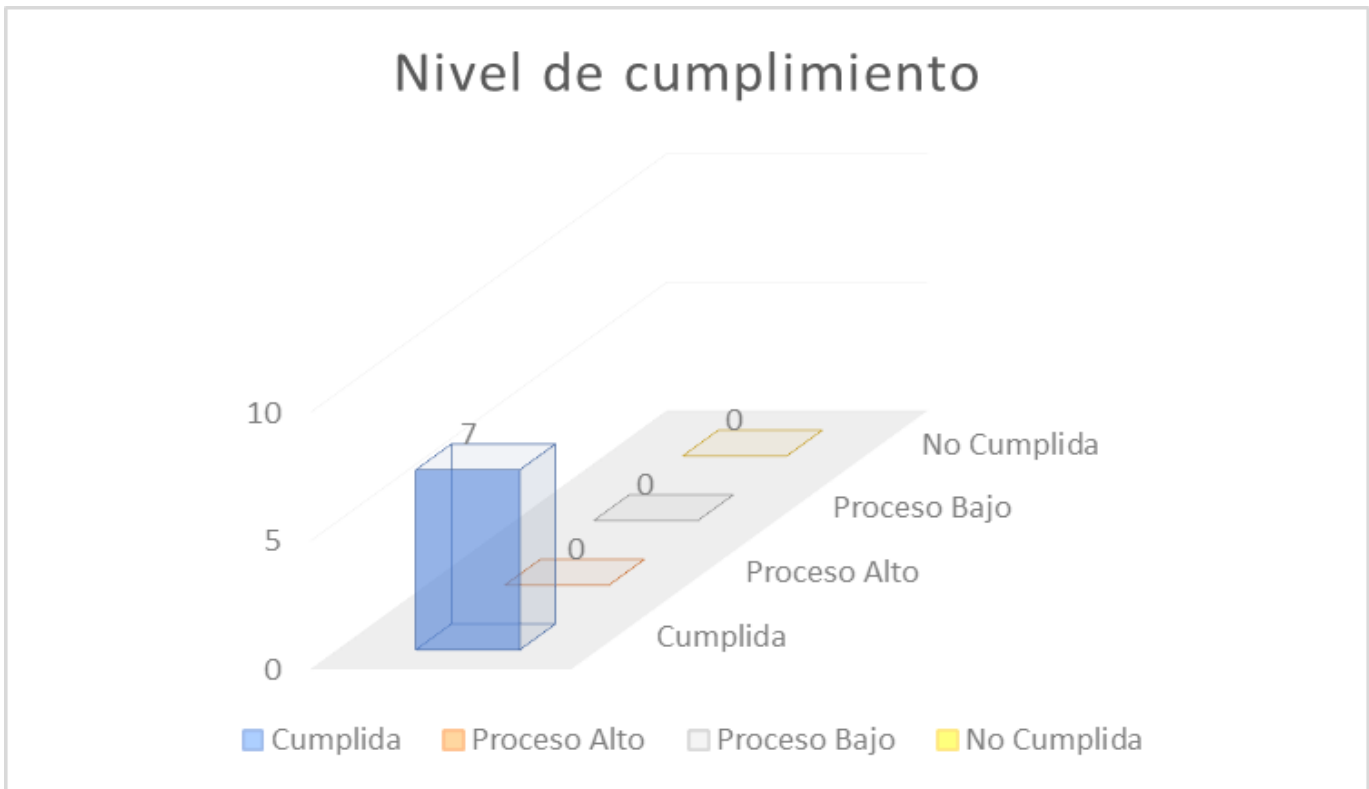 Nivel de cumplimiento
10
5
0
7
0
0
0
No Cumplida
Proceso Bajo
Proceso Alto
Cumplida
Cumplida Proceso Alto Proceso Bajo No Cumplida